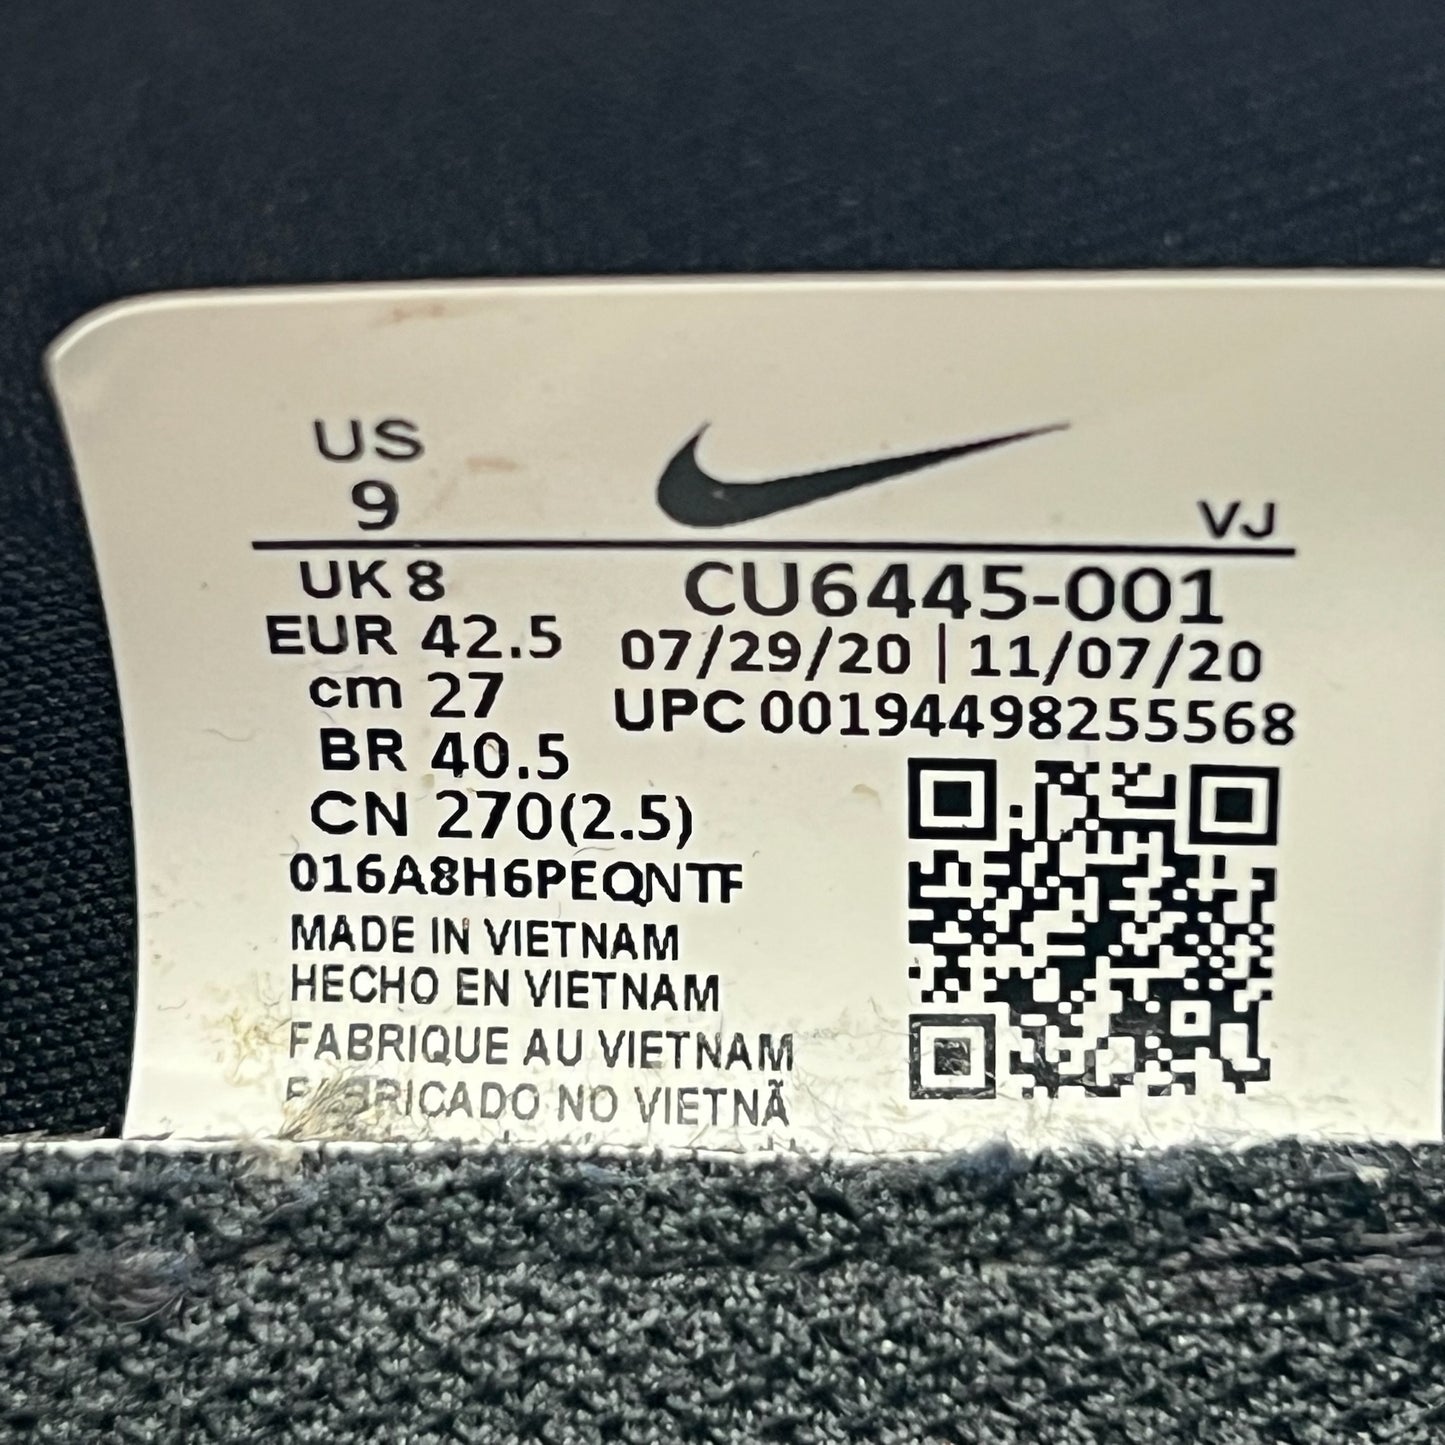 US
9
VJ
UK 8
EUR 42.5
cm 27
BR 40.5
CN 270(2.5)
CU6445-001
07/29/20 | 11/07/20
UPC 00194498255568
016A8H6PEQNTF
MADE IN VIETNAM
HECHO EN VIETNAM
FABRIQUE AU VIETNAM
FABRICADO NO VIETNÃ